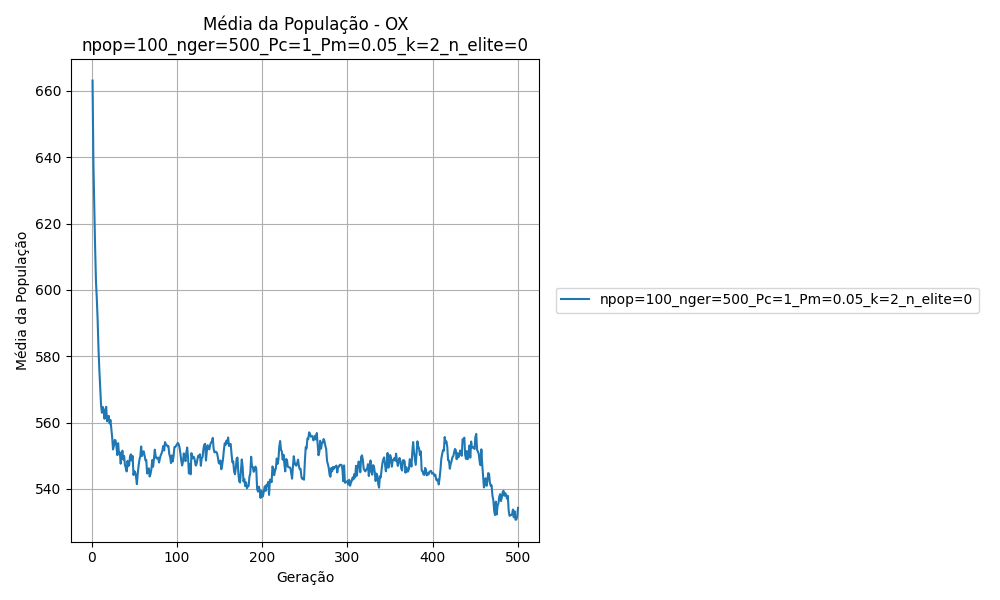 Média da População - OX
npop=100_nger=500_Pc=1_Pm=0.05_k=2_n_elite=0
Média da População
660
640
620
600
580
560
540
0
100
200
300
400
500
Geração
npop=100_nger=500_Pc=1_Pm=0.05_k=2_n_elite=0